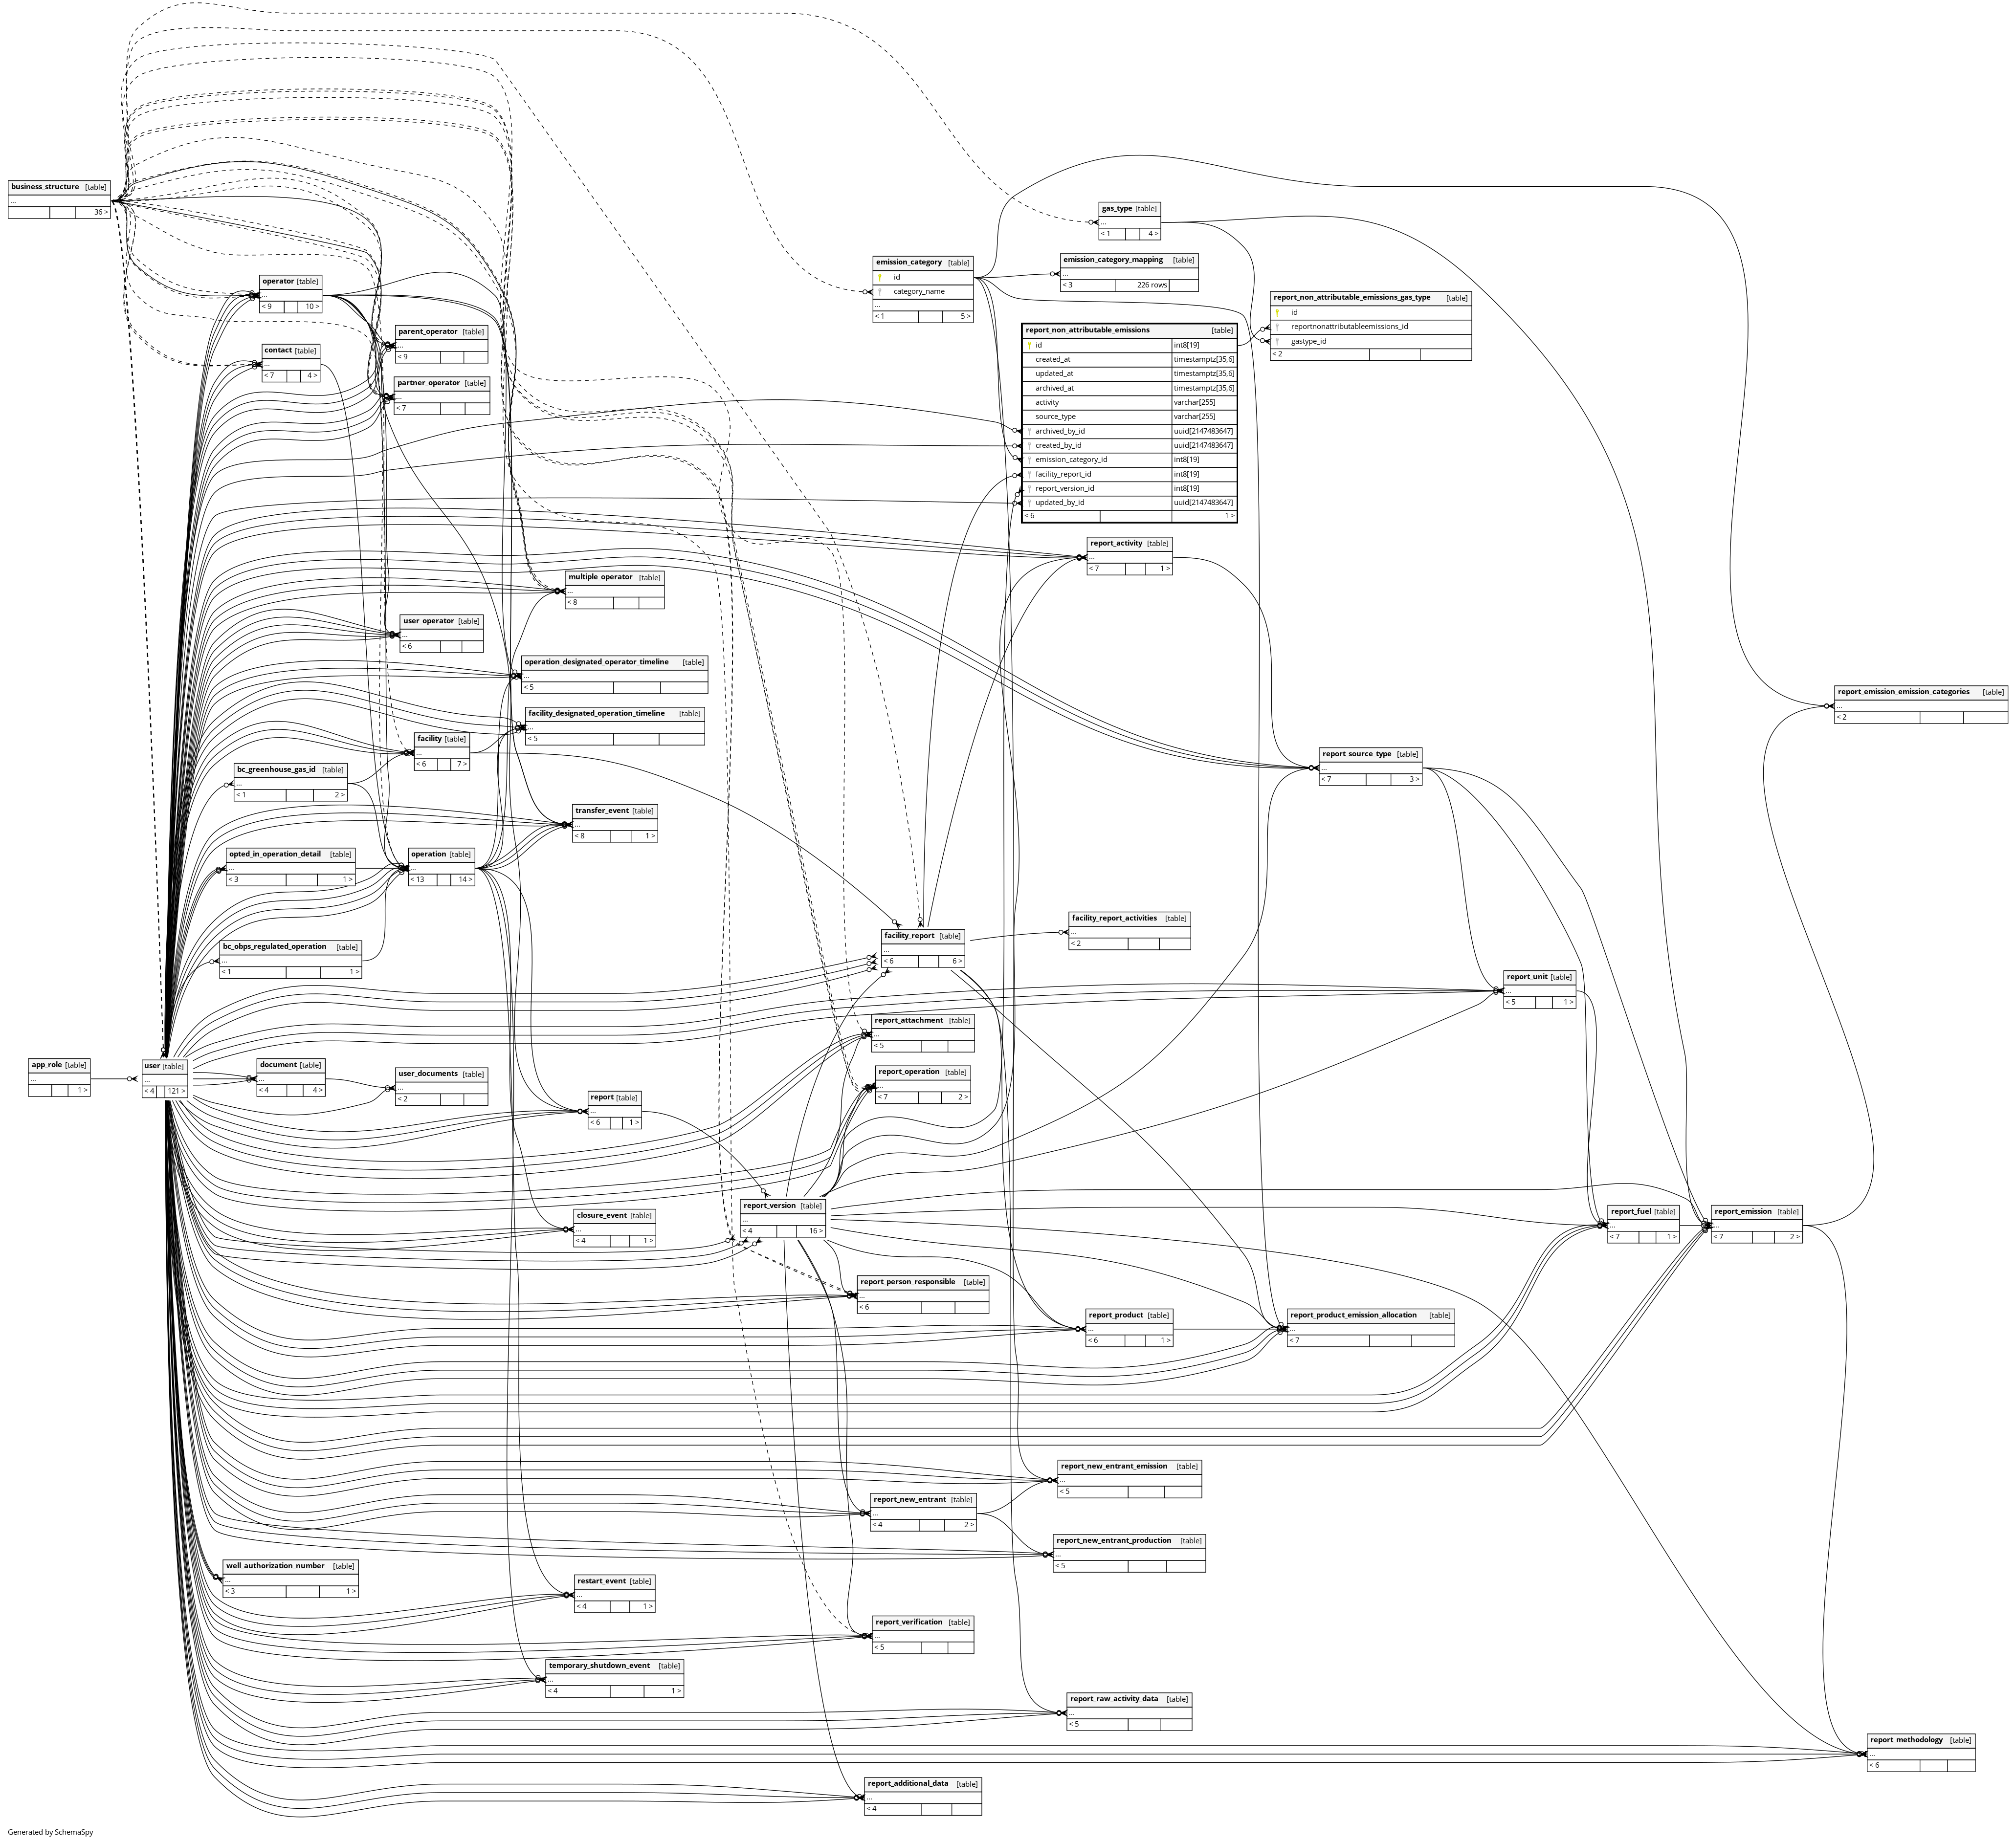 business_structure [table]
...
36 >
gas_type [table]
...
< 1 4 >
emission_category [table]
id
category_name
...
< 1 5 >
emission_category_mapping [table]
...
< 3 226 rows
report_non_attributable_emissions_gas_type [table]
id
reportnonattributableemissions_id
gastype_id
< 2
report_non_attributable_emissions [table]
id int8[19]
created_at timestamptz[35,6]
updated_at timestamptz[35,6]
archived_at timestamptz[35,6]
activity varchar[255]
source_type varchar[255]
archived_by_id uuid[2147483647]
created_by_id uuid[2147483647]
emission_category_id int8[19]
facility_report_id int8[19]
report_version_id int8[19]
updated_by_id uuid[2147483647]
< 6 1 >
operator [table]
...
< 9 10 >
parent_operator [table]
...
< 9
contact [table]
...
< 7 4 >
partner_operator [table]
...
< 7
report_activity [table]
...
< 7 1 >
multiple_operator [table]
...
< 8
user_operator [table]
...
< 6
operation_designated_operator_timeline [table]
...
< 5
facility_designated_operation_timeline [table]
...
< 5
report_emission_emission_categories [table]
...
< 2
facility [table]
...
< 6 7 >
report_source_type [table]
...
< 7 3 >
bc_greenhouse_gas_id [table]
...
< 1 2 >
transfer_event [table]
...
< 8 1 >
opted_in_operation_detail [table]
...
< 3 1 >
operation [table]
...
< 13 14 >
facility_report_activities [table]
...
< 2
facility_report [table]
...
< 6 6 >
bc_obps_regulated_operation [table]
...
< 1 1 >
report_unit [table]
...
< 5 1 >
report_attachment [table]
...
< 5
app_role [table]
...
1 >
user [table]
...
< 4 121 >
document [table]
...
< 4 4 >
user_documents [table]
...
< 2
report_operation [table]
...
< 7 2 >
report [table]
...
< 6 1 >
report_version [table]
...
< 4 16 >
closure_event [table]
...
< 4 1 >
report_fuel [table]
...
< 7 1 >
report_emission [table]
...
< 7 2 >
report_person_responsible [table]
...
< 6
report_product [table]
...
< 6 1 >
report_product_emission_allocation [table]
...
< 7
report_new_entrant_emission [table]
...
< 5
report_new_entrant [table]
...
< 4 2 >
report_new_entrant_production [table]
...
< 5
well_authorization_number [table]
...
< 3 1 >
restart_event [table]
...
< 4 1 >
report_verification [table]
...
< 5
temporary_shutdown_event [table]
...
< 4 1 >
report_raw_activity_data [table]
...
< 5
report_methodology [table]
...
< 6
report_additional_data [table]
...
< 4
Generated by SchemaSpy